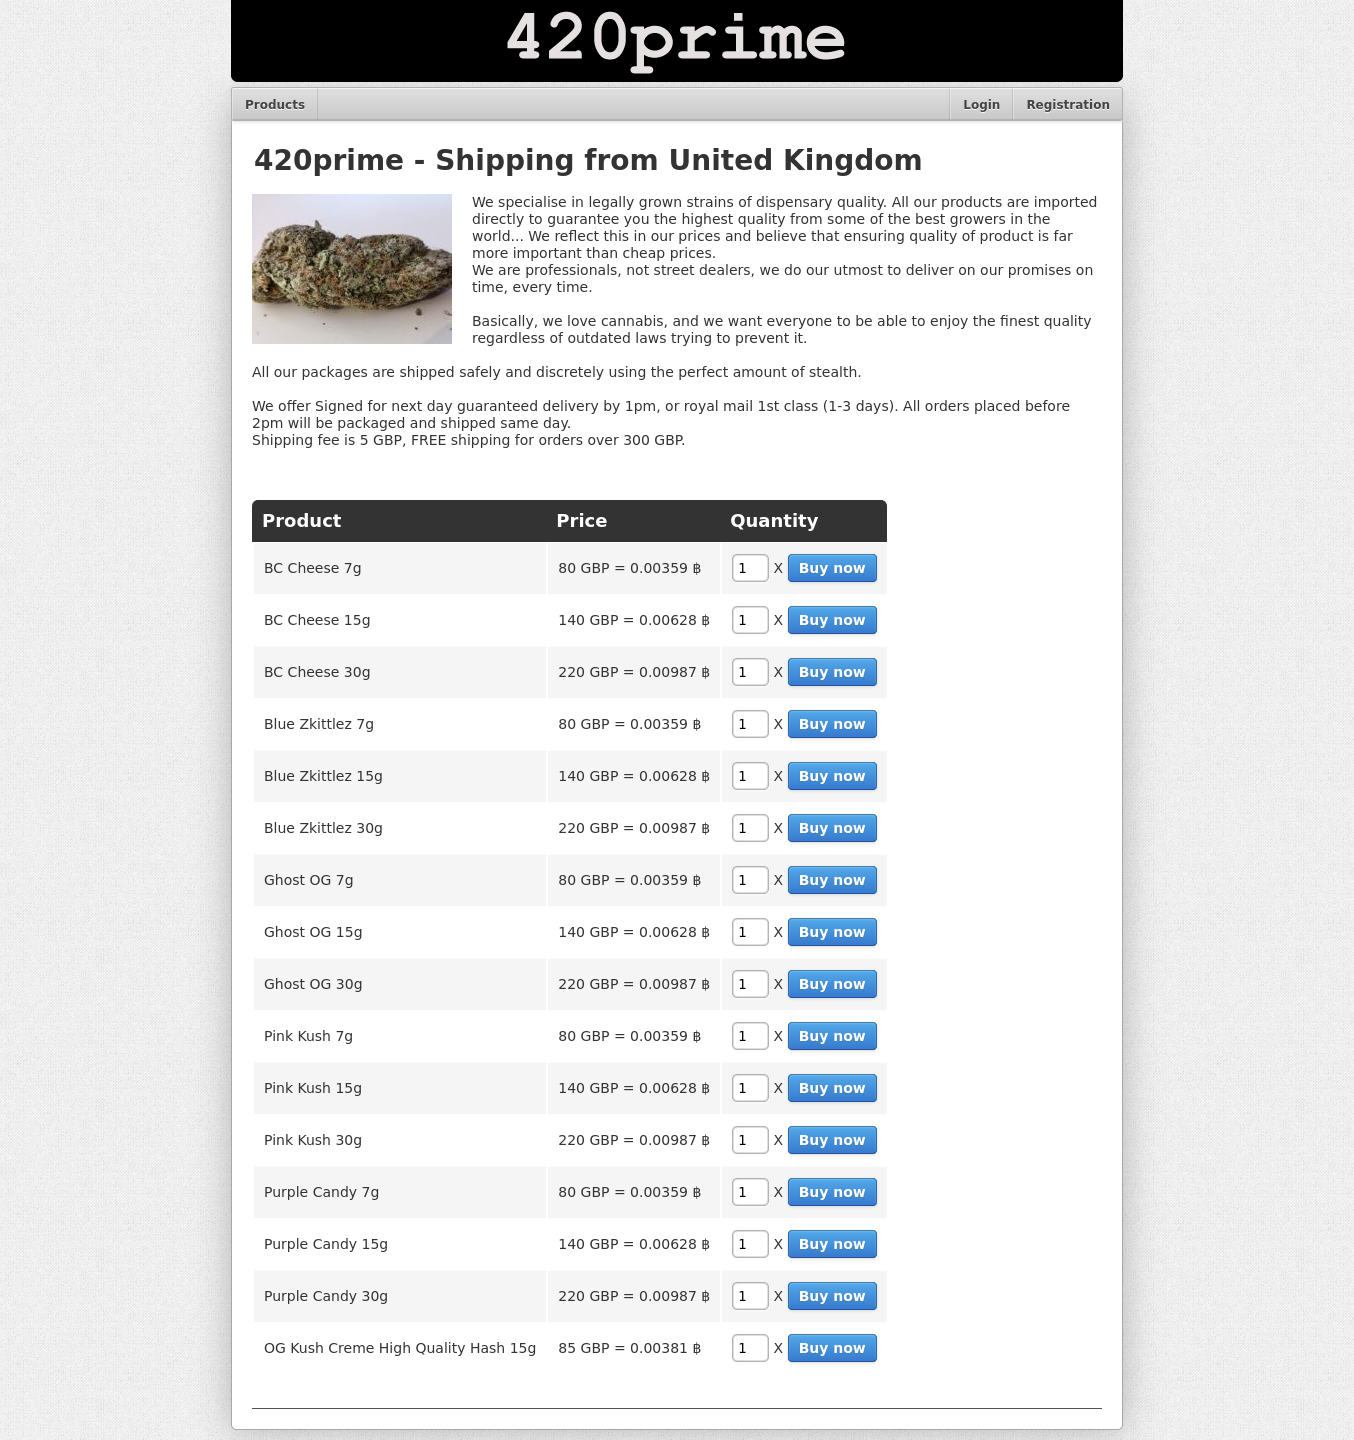 420prime
Products Login Registration
420prime - Shipping from United Kingdom
We specialise in legally grown strains of dispensary quality. All our products are imported
directly to guarantee you the highest quality from some of the best growers in the
world... We reflect this in our prices and believe that ensuring quality of product is far
more important than cheap prices.
We are professionals, not street dealers, we do our utmost to deliver on our promises on
time, every time.
Basically, we love cannabis, and we want everyone to be able to enjoy the finest quality
regardless of outdated laws trying to prevent it.
All our packages are shipped safely and discretely using the perfect amount of stealth.
We offer Signed for next day guaranteed delivery by 1pm, or royal mail 1st class (1-3 days). All orders placed before
2pm will be packaged and shipped same day.
Shipping fee is 5 GBP, FREE shipping for orders over 300 GBP.
Product Price Quantity
BC Cheese 7g 80 GBP = 0.00359 ฿ 1 X Buy now
BC Cheese 15g 140 GBP = 0.00628 ฿ 1 X Buy now
BC Cheese 30g 220 GBP = 0.00987 ฿ 1 X Buy now
Blue Zkittlez 7g 80 GBP = 0.00359 ฿ 1 X Buy now
Blue Zkittlez 15g 140 GBP = 0.00628 ฿ 1 X Buy now
Blue Zkittlez 30g 220 GBP = 0.00987 ฿ 1 X Buy now
Ghost OG 7g 80 GBP = 0.00359 ฿ 1 X Buy now
Ghost OG 15g 140 GBP = 0.00628 ฿ 1 X Buy now
Ghost OG 30g 220 GBP = 0.00987 ฿ 1 X Buy now
Pink Kush 7g 80 GBP = 0.00359 ฿ 1 X Buy now
Pink Kush 15g 140 GBP = 0.00628 ฿ 1 X Buy now
Pink Kush 30g 220 GBP = 0.00987 ฿ 1 X Buy now
Purple Candy 7g 80 GBP = 0.00359 ฿ 1 X Buy now
Purple Candy 15g 140 GBP = 0.00628 ฿ 1 X Buy now
Purple Candy 30g 220 GBP = 0.00987 ฿ 1 X Buy now
OG Kush Creme High Quality Hash 15g 85 GBP = 0.00381 ฿ 1 X Buy now